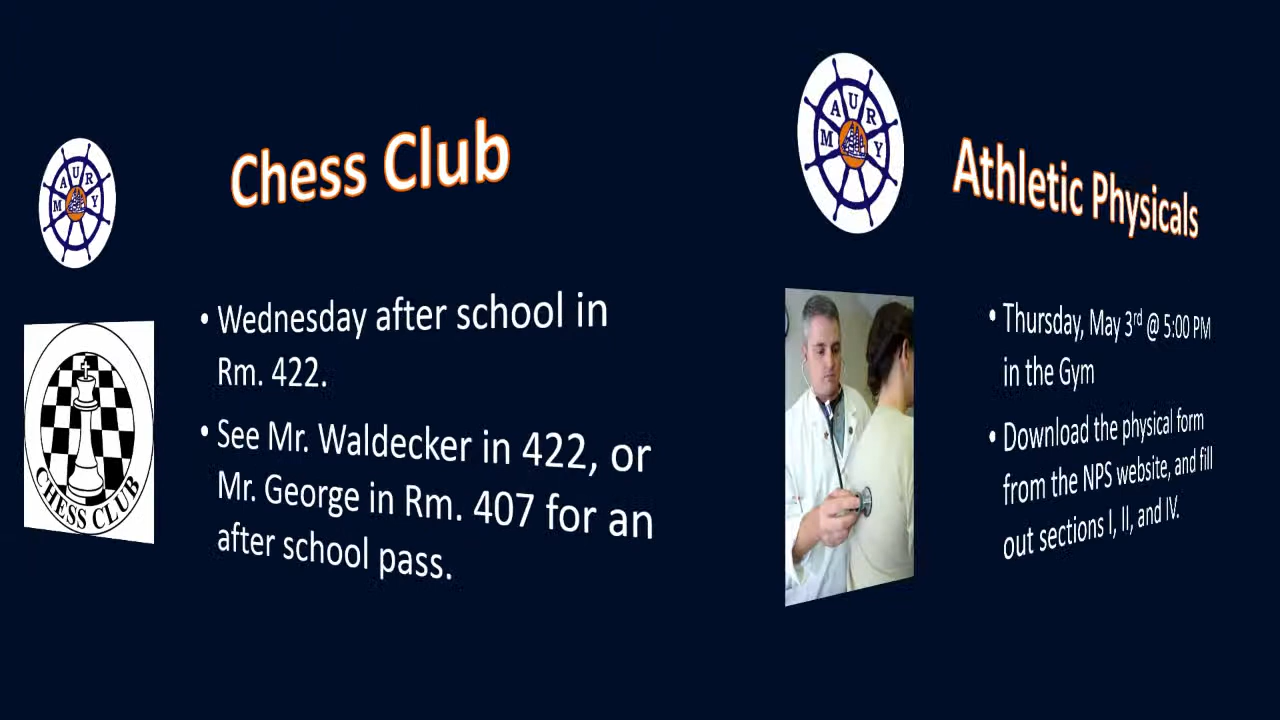 MAURY
Chess Club
CHESS CLUB
• Wednesday after school in
Rm. 422.
• See Mr. Waldecker in 422, or
Mr. George in Rm. 407 for an
after school pass.
MAURY
Athletic Physicals
• Thursday, May 3rd @ 5:00 PM
in the Gym
• Download the physical form
from the NPS website, and fill
out sections I, II, and IV.